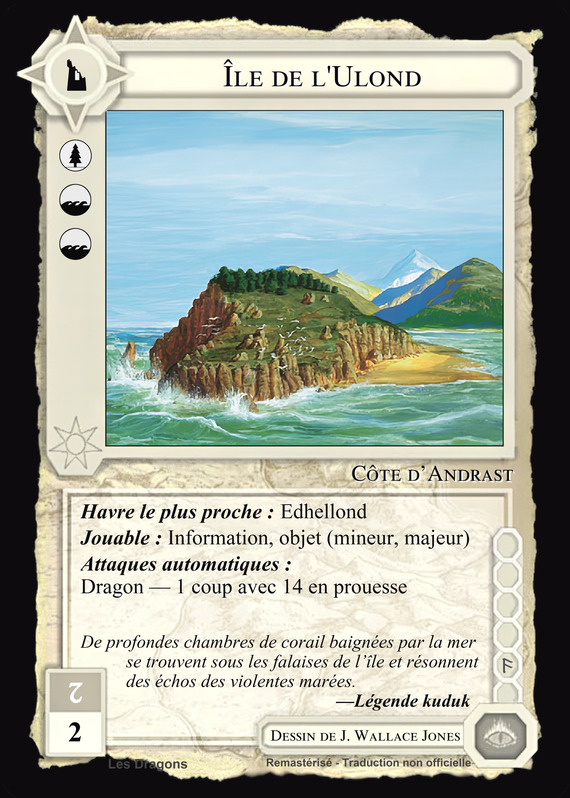 Île de l'Ulond
Côte d'Andrast
Havre le plus proche : Edhellond
Jouable : Information, objet (mineur, majeur)
Attaques automatiques :
Dragon — 1 coup avec 14 en prouesse
De profondes chambres de corail baignées par la mer
se trouvent sous les falaises de l'île et résonnent
des échos des violentes marées.
—Légende kuduk
2
2
Dessin de J. Wallace Jones
Les Dragons
Remastérisé - Traduction non officielle